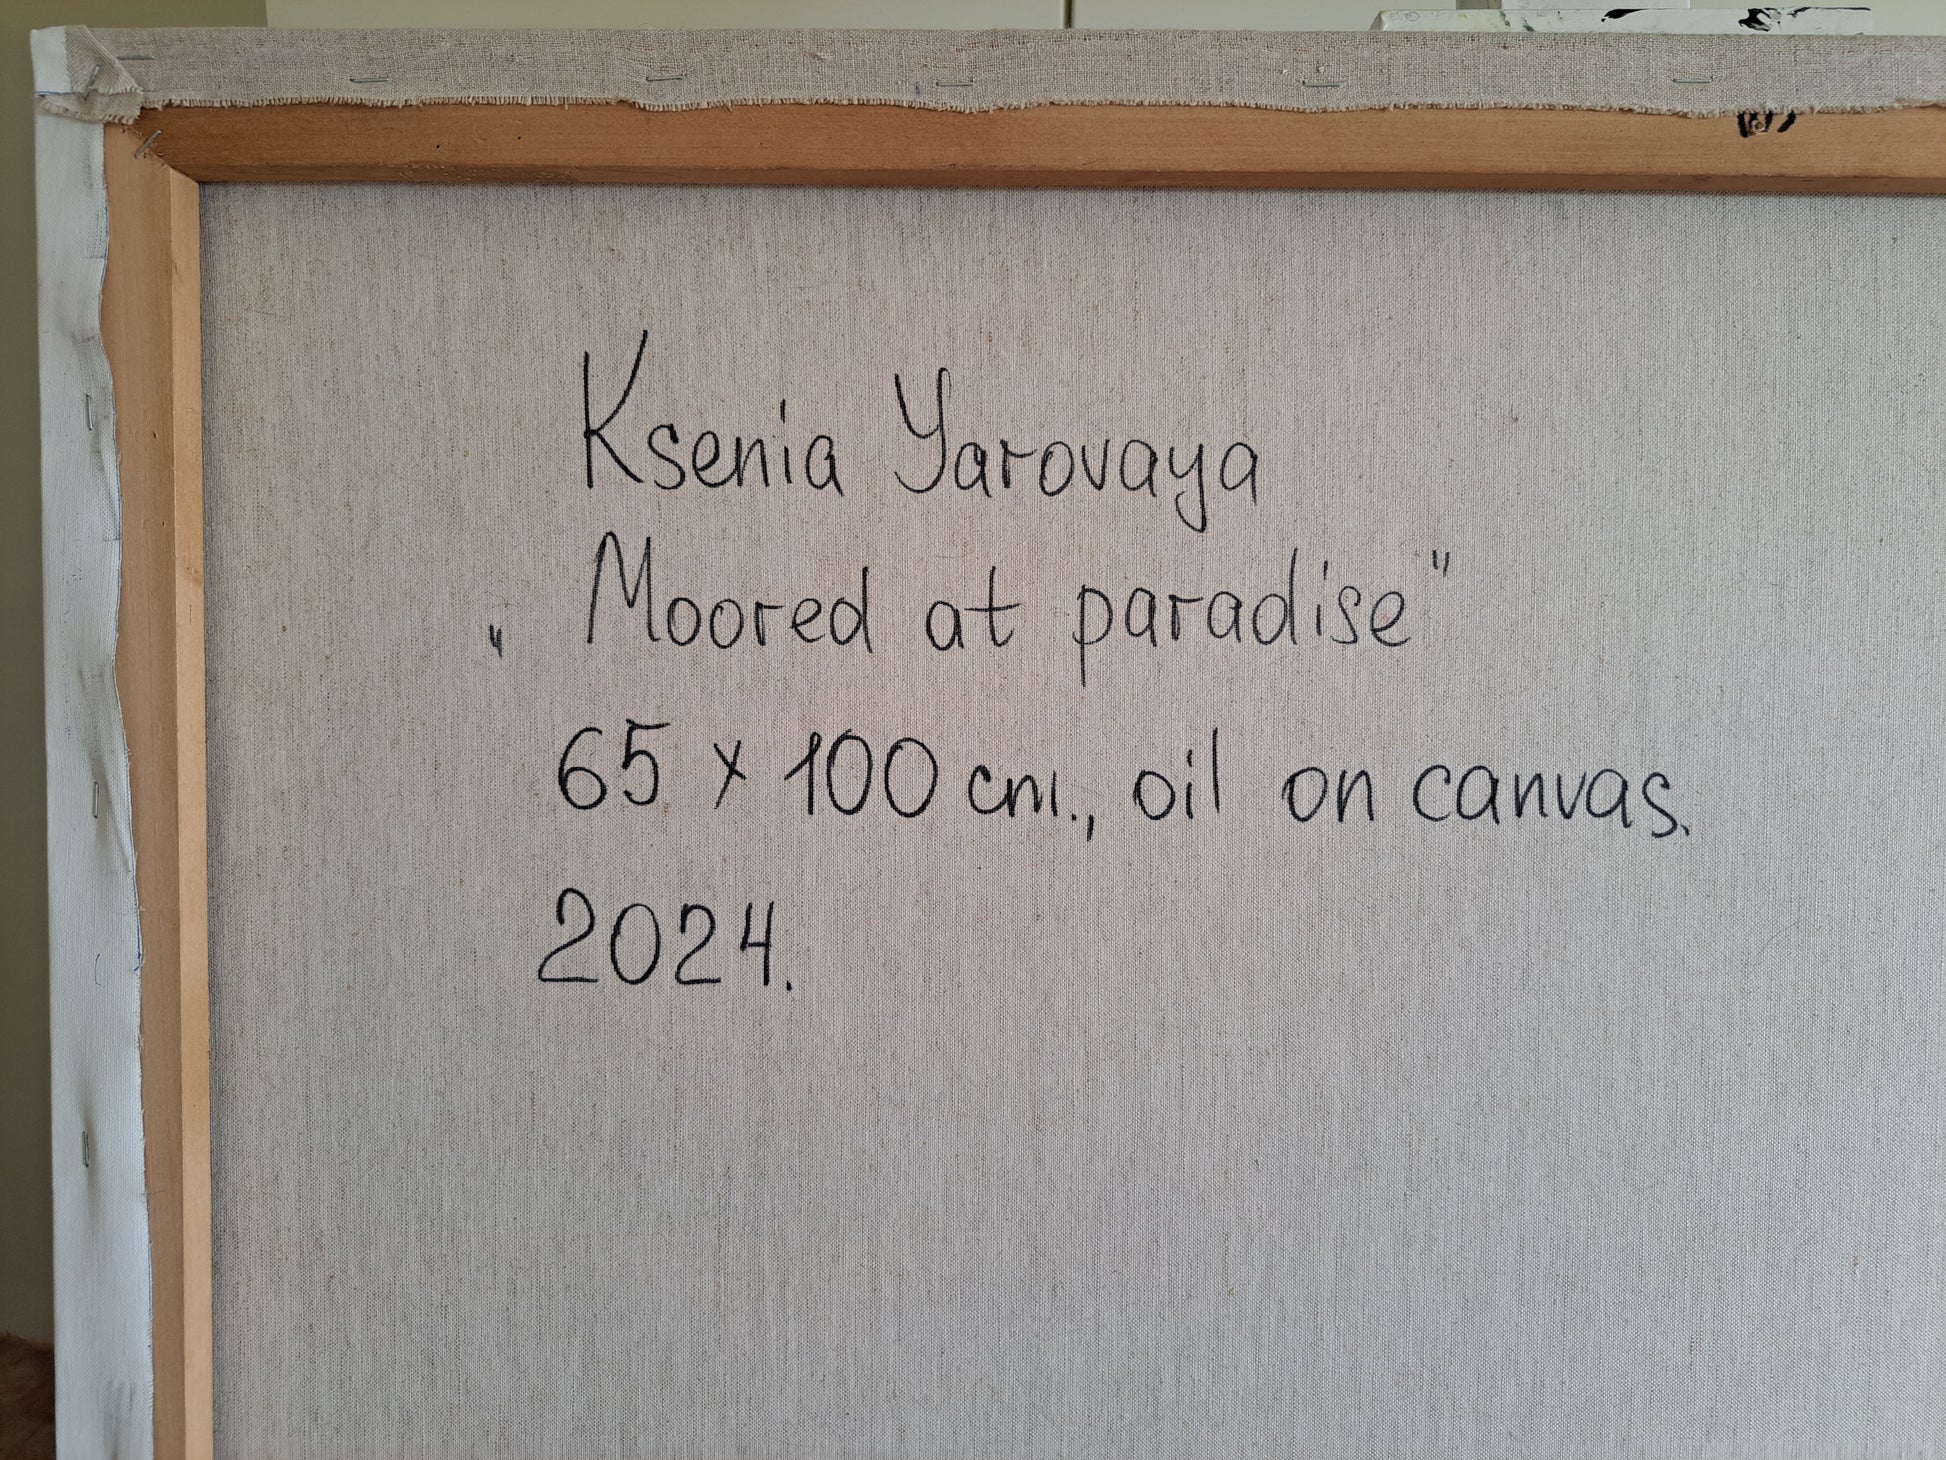 Ksenia Yarovaya
„Moored at paradise"
65 x 100 cm., oil on canvas.
2024.